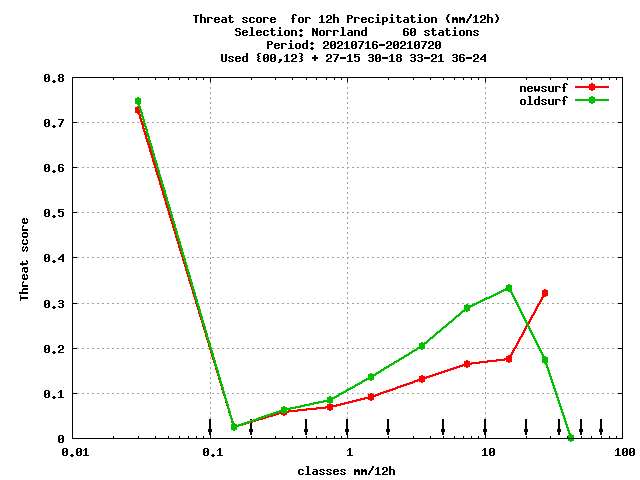 Threat score  for 12h Precipitation (mm/12h)
Selection: Norrland     60 stations
Period: 20210716-20210720
Used {00,12} + 27-15 30-18 33-21 36-24
newsurf
oldsurf
Threat score
0.8
0.7
0.6
0.5
0.4
0.3
0.2
0.1
0
0.01 0.1 1 10 100
classes mm/12h